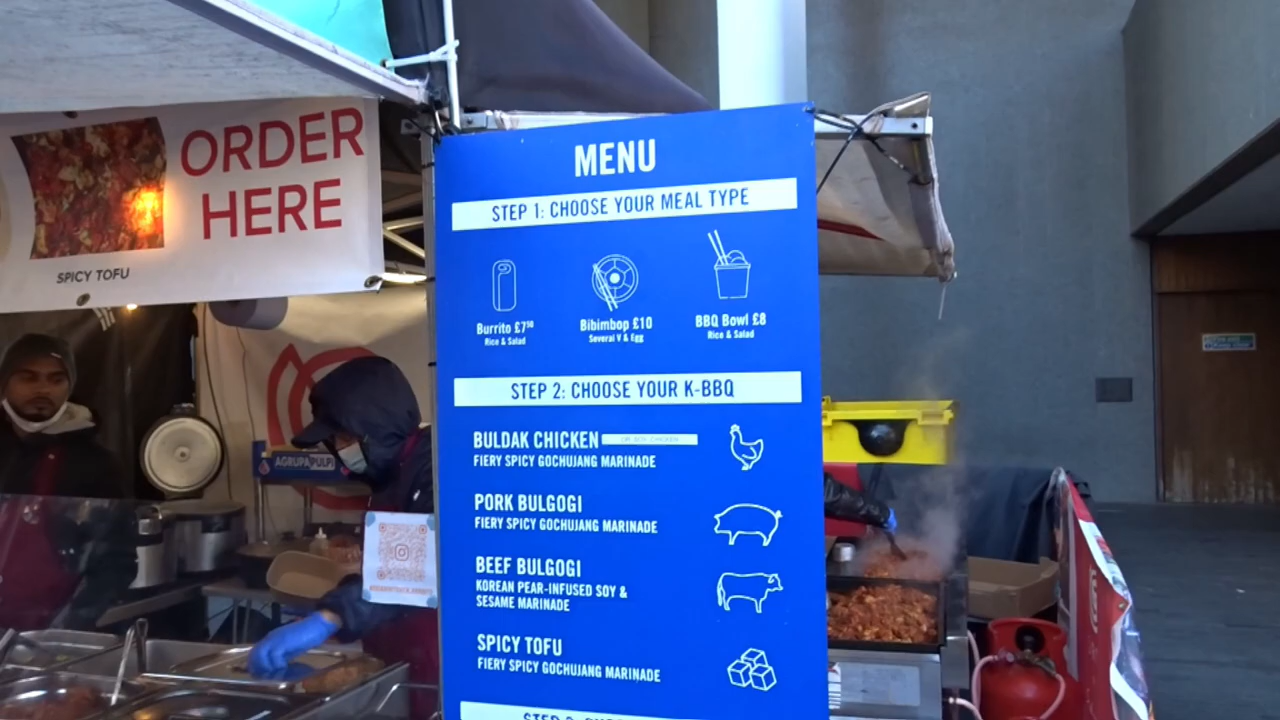 ORDER
HERE
SPICY TOFU
MENU
STEP 1: CHOOSE YOUR MEAL TYPE
Burrito £7⁵⁰
Rice & Salad
Bibimbop £10
Several V & Egg
BBQ Bowl £8
Rice & Salad
STEP 2: CHOOSE YOUR K-BBQ
BULDAK CHICKEN
FIERY SPICY GOCHUJANG MARINADE
PORK BULGOGI
FIERY SPICY GOCHUJANG MARINADE
BEEF BULGOGI
KOREAN PEAR-INFUSED SOY &
SESAME MARINADE
SPICY TOFU
FIERY SPICY GOCHUJANG MARINADE
AGRUPAPULPI